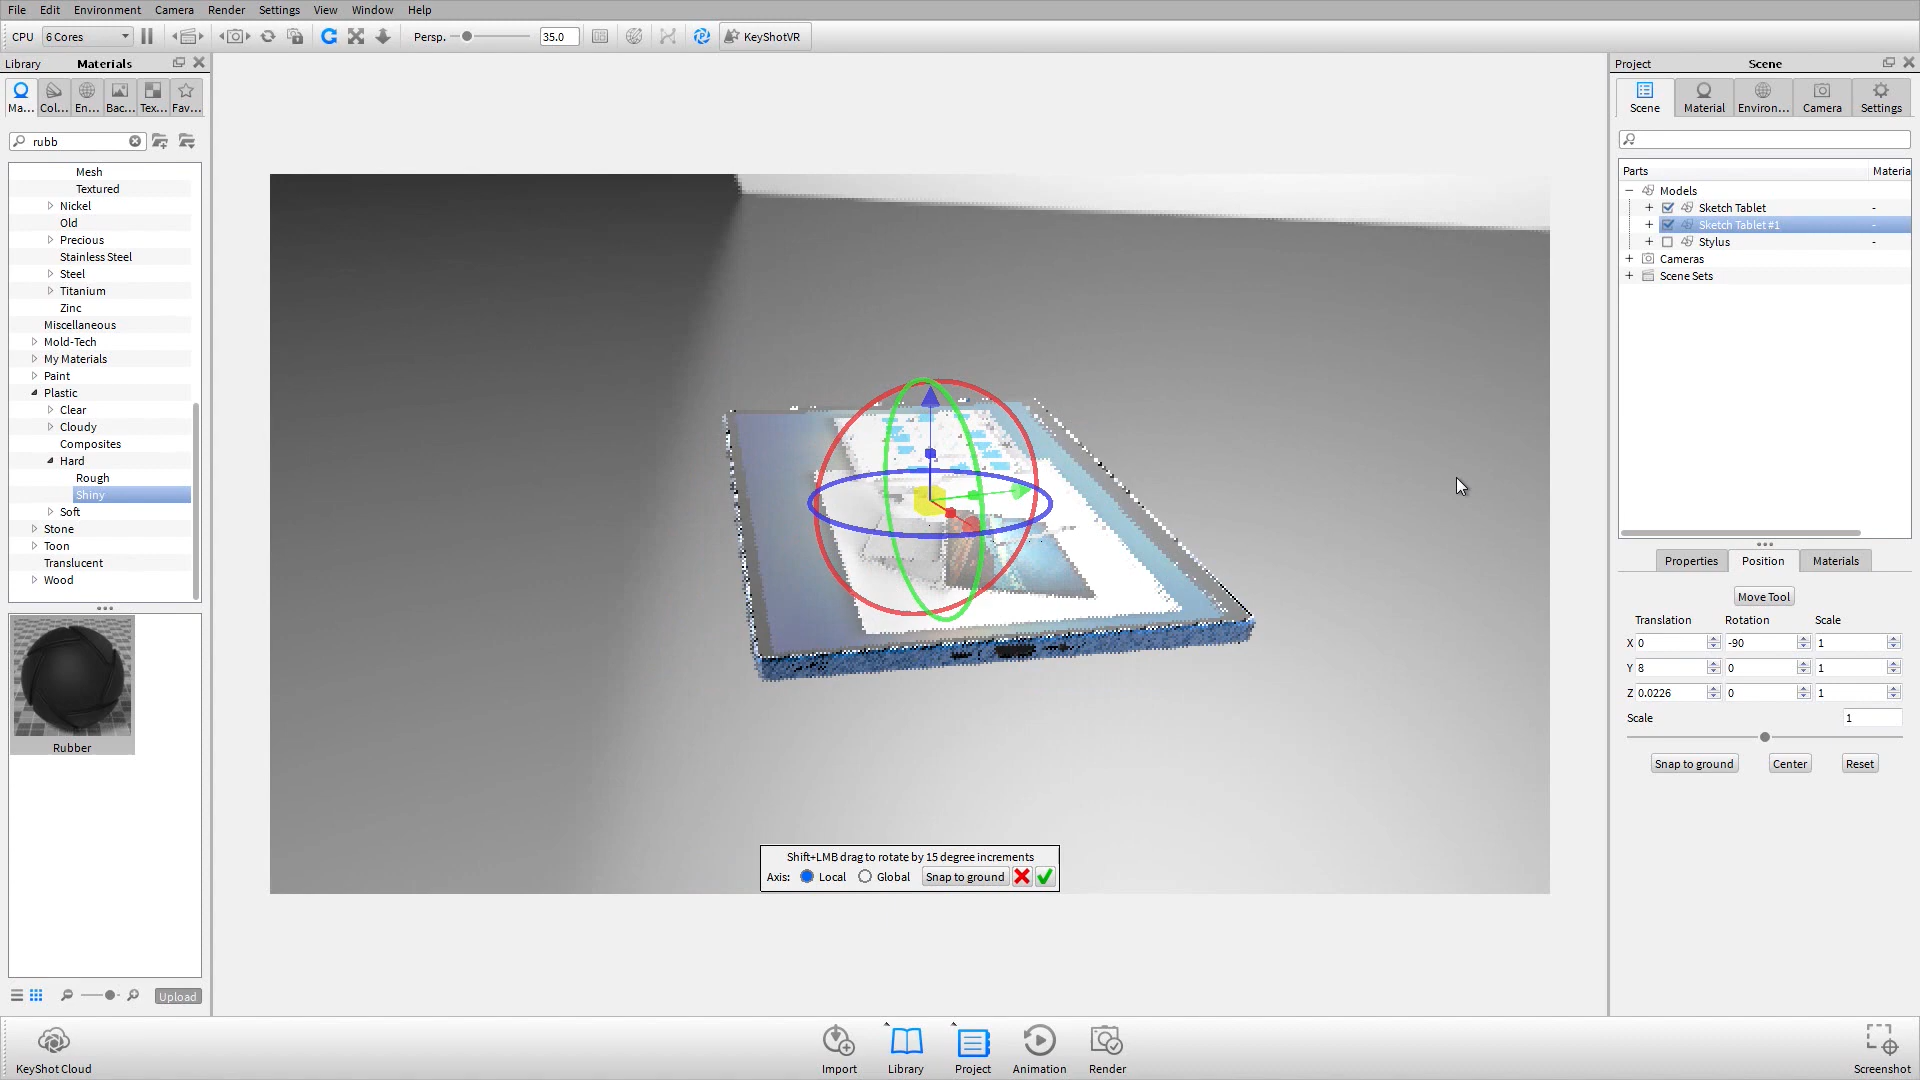 File Edit Environment Camera Render Settings View Window Help
CPU 6 Cores Persp. 35.0 KeyShotVR
Library Materials
Ma... Col... En... Bac... Tex... Fav...
rubb
Mesh
Textured
Nickel
Old
Precious
Stainless Steel
Steel
Titanium
Zinc
Miscellaneous
Mold-Tech
My Materials
Paint
Plastic
Clear
Cloudy
Composites
Hard
Rough
Shiny
Soft
Stone
Toon
Translucent
Wood
Rubber
Upload
Shift+LMB drag to rotate by 15 degree increments
Axis: Local Global Snap to ground
Project Scene
Scene Material Environ... Camera Settings
Parts Materia
Models
Sketch Tablet -
Sketch Tablet #1 -
Stylus -
Cameras
Scene Sets
Properties Position Materials
Move Tool
Translation Rotation Scale
X 0 -90 1
Y 8 0 1
Z 0.0226 0 1
Scale 1
Snap to ground Center Reset
KeyShot Cloud Import Library Project Animation Render Screenshot